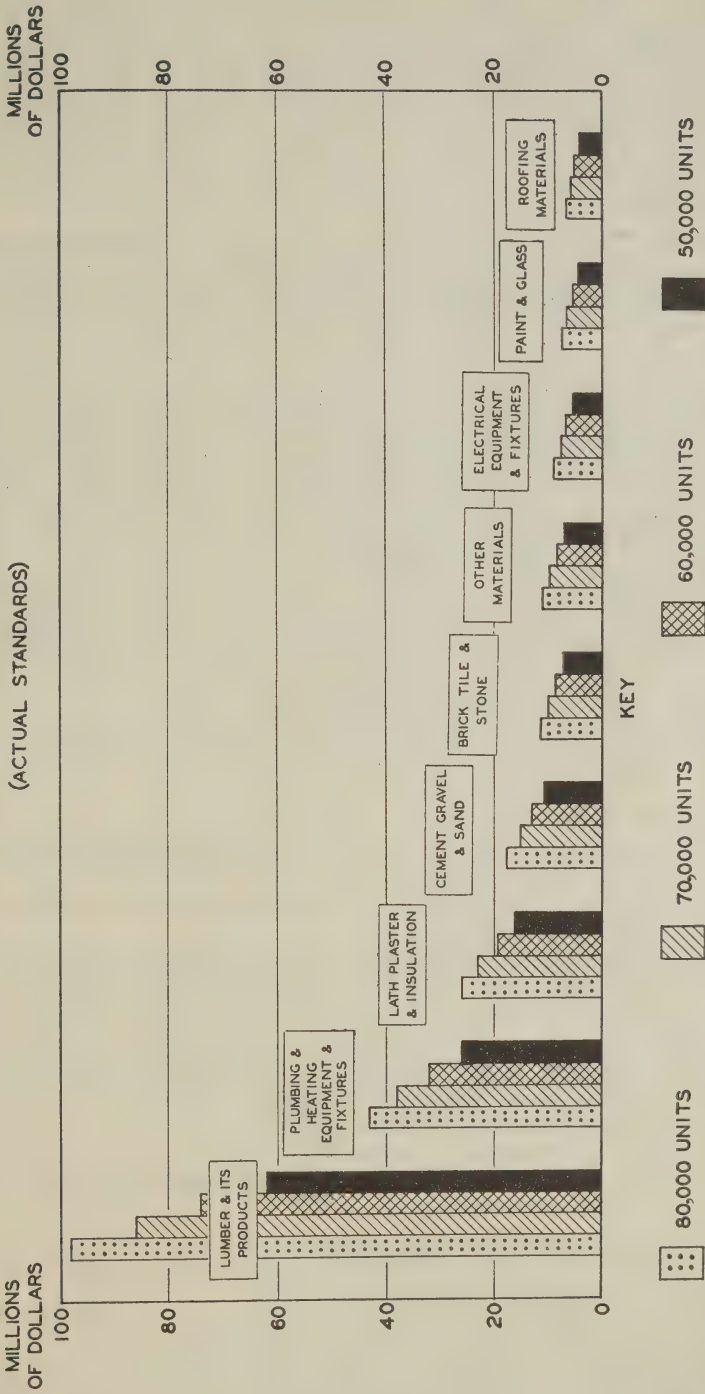 (ACTUAL STANDARDS)
MILLIONS
OF DOLLARS
100
80
60
40
20
0
MILLIONS
OF DOLLARS
100
80
60
40
20
0
LUMBER & ITS
PRODUCTS
PLUMBING &
HEATING
EQUIPMENT &
FIXTURES
LATH PLASTER
& INSULATION
CEMENT GRAVEL
& SAND
BRICK TILE &
STONE
OTHER
MATERIALS
ELECTRICAL
EQUIPMENT
& FIXTURES
PAINT & GLASS
ROOFING
MATERIALS
KEY
80,000 UNITS
70,000 UNITS
60,000 UNITS
50,000 UNITS